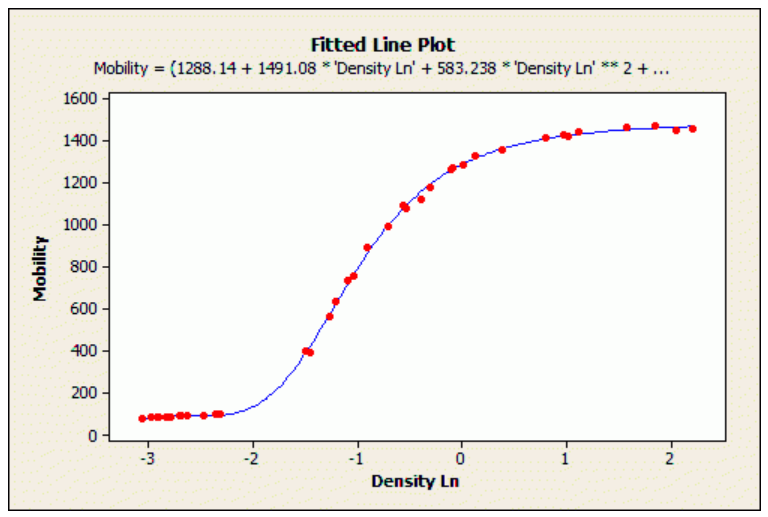 Fitted Line Plot
Mobility = (1288.14 + 1491.08 * 'Density Ln' + 583.238 * 'Density Ln' ** 2 + ...
1600
1400
1200
1000
800
600
400
200
0
Mobility
-3 -2 -1 0 1 2
Density Ln